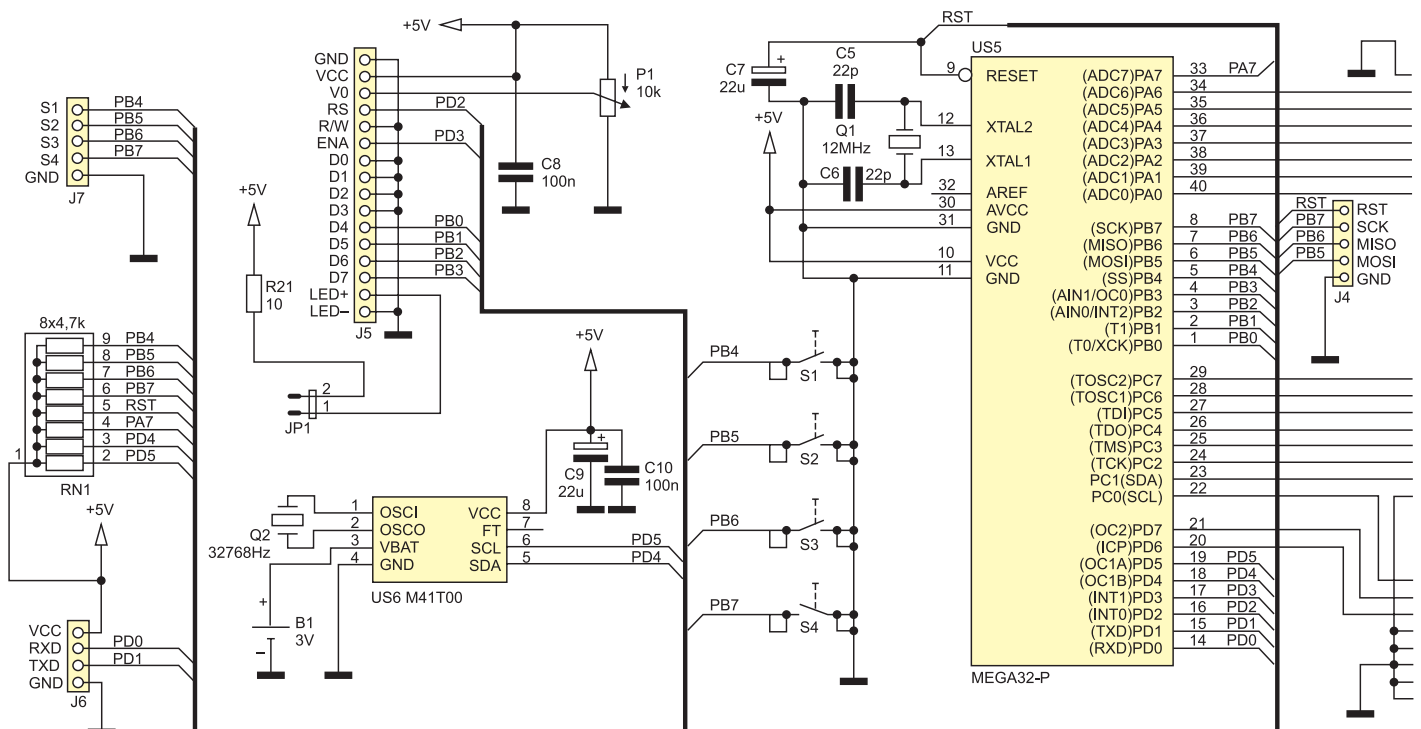 +5V
GND
VCC
V0
RS
R/W
ENA
D0
D1
D2
D3
D4
D5
D6
D7
LED+
LED–
J5
PD2
PD3
PB0
PB1
PB2
PB3
P1
10k
C8
100n
S1 PB4
S2 PB5
S3 PB6
S4 PB7
GND
J7
+5V
R21
10
2
1
JP1
8x4,7k
9 PB4
8 PB5
7 PB6
6 PB7
5 RST
4 PA7
3 PD4
1 2 PD5
RN1
+5V
VCC
RXD PD0
TXD PD1
GND
J6
Q2
32768Hz
1 OSCI
2 OSCO
3 VBAT
4 GND
VCC 8
FT 7
SCL 6 PD5
SDA 5 PD4
US6 M41T00
B1
3V
+
–
+5V
+
C9
22u
C10
100n
PB4
S1
PB5
S2
PB6
S3
PB7
S4
RST
C7
22u
+
C5
22p
+5V
Q1
12MHz
C6 22p
US5
9 RESET
12 XTAL2
13 XTAL1
32 AREF
30 AVCC
31 GND
10 VCC
11 GND
(ADC7)PA7 33 PA7
(ADC6)PA6 34
(ADC5)PA5 35
(ADC4)PA4 36
(ADC3)PA3 37
(ADC2)PA2 38
(ADC1)PA1 39
(ADC0)PA0 40
(SCK)PB7 8 PB7
(MISO)PB6 7 PB6
(MOSI)PB5 6 PB5
(SS)PB4 5 PB4
(AIN1/OC0)PB3 4 PB3
(AIN0/INT2)PB2 3 PB2
(T1)PB1 2 PB1
(T0/XCK)PB0 1 PB0
(TOSC2)PC7 29
(TOSC1)PC6 28
(TDI)PC5 27
(TDO)PC4 26
(TMS)PC3 25
(TCK)PC2 24
PC1(SDA) 23
PC0(SCL) 22
(OC2)PD7 21
(ICP)PD6 20
(OC1A)PD5 19 PD5
(OC1B)PD4 18 PD4
(INT1)PD3 17 PD3
(INT0)PD2 16 PD2
(TXD)PD1 15 PD1
(RXD)PD0 14 PD0
MEGA32-P
RST RST
PB7 SCK
PB6 MISO
PB5 MOSI
GND
J4